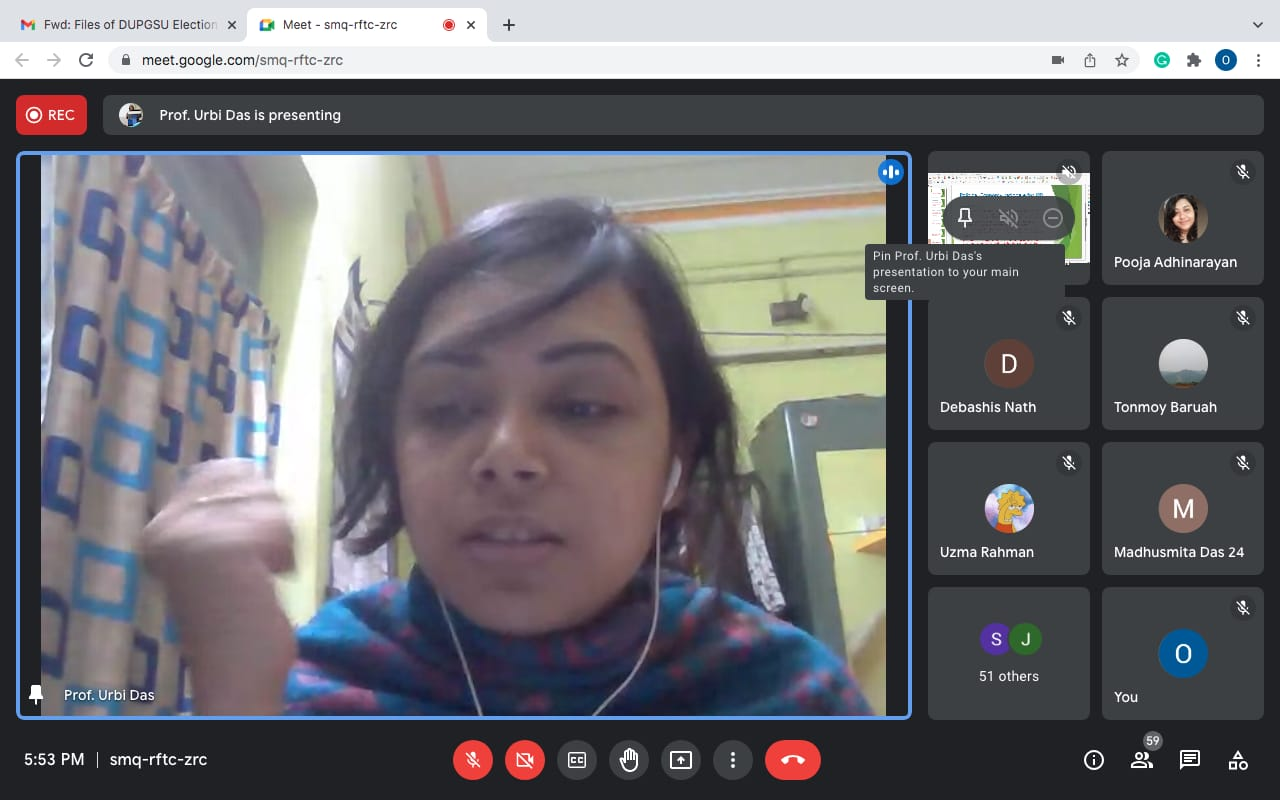 Fwd: Files of DUPGSU Election
Meet - smq-rftc-zrc
meet.google.com/smq-rftc-zrc
O
REC
Prof. Urbi Das is presenting
Pin Prof. Urbi Das's
presentation to your main
screen.
Pooja Adhinarayan
D
Debashis Nath
Tonmoy Baruah
Uzma Rahman
M
Madhusmita Das 24
S J
51 others
O
You
Prof. Urbi Das
5:53 PM | smq-rftc-zrc
CC
59